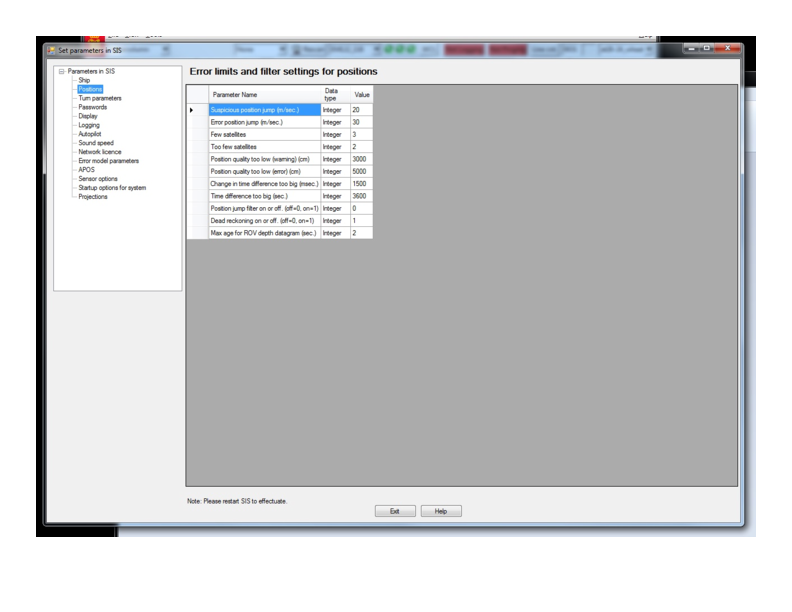 Set parameters in SIS
Parameters in SIS
Ship
Positions
Turn parameters
Passwords
Display
Logging
Autopilot
Sound speed
Network licence
Error model parameters
APOS
Sensor options
Startup options for system
Projections
Error limits and filter settings for positions
Parameter Name Data type Value
Suspicious position jump (m/sec.) Integer 20
Error position jump (m/sec.) Integer 30
Few satellites Integer 3
Too few satellites Integer 2
Position quality too low (warning) (cm) Integer 3000
Position quality too low (error) (cm) Integer 5000
Change in time difference too big (msec.) Integer 1500
Time difference too big (sec.) Integer 3600
Position jump filter on or off. (off=0, on=1) Integer 0
Dead reckoning on or off. (off=0, on=1) Integer 1
Max age for ROV depth datagram (sec.) Integer 2
Note: Please restart SIS to effectuate.
Exit Help